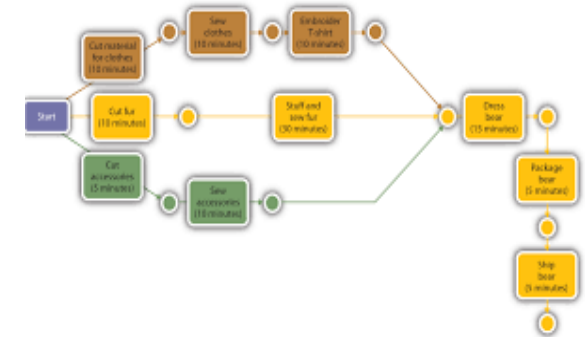 Sew
clothes
(10 minutes)
Embroider
T-shirt
(10 minutes)
Cut material
for clothes
(10 minutes)
Start
Cut fur
(10 minutes)
Stuff and
sew fur
(30 minutes)
Dress
bear
(15 minutes)
Cut
accessories
(5 minutes)
Sew
accessories
(10 minutes)
Package
bear
(5 minutes)
Ship
bear
(5 minutes)